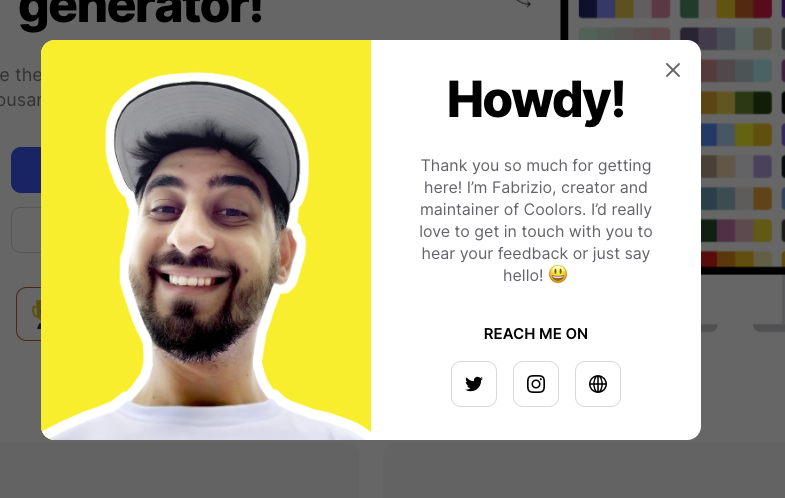 generator!
e the
ousan
Howdy!
Thank you so much for getting
here! I’m Fabrizio, creator and
maintainer of Coolors. I’d really
love to get in touch with you to
hear your feedback or just say
hello! 😃
REACH ME ON